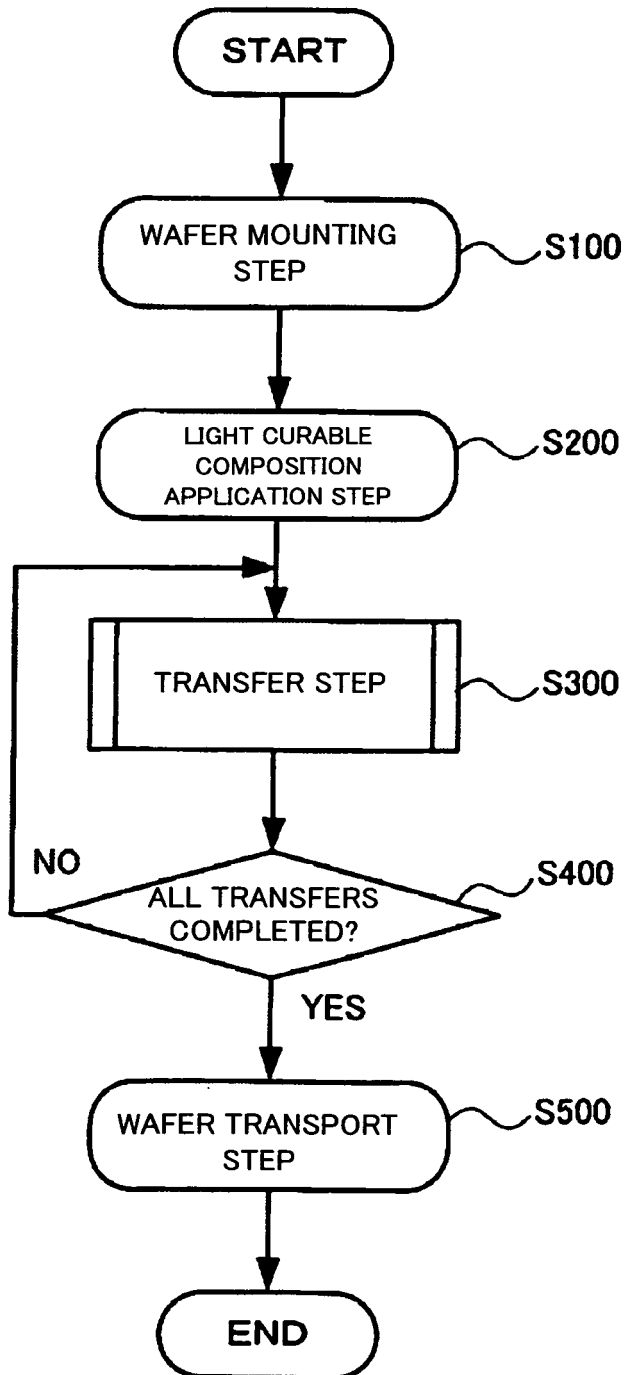 START
WAFER MOUNTING
STEP
S100
LIGHT CURABLE
COMPOSITION
APPLICATION STEP
S200
TRANSFER STEP
S300
NO
ALL TRANSFERS
COMPLETED?
S400
YES
WAFER TRANSPORT
STEP
S500
END